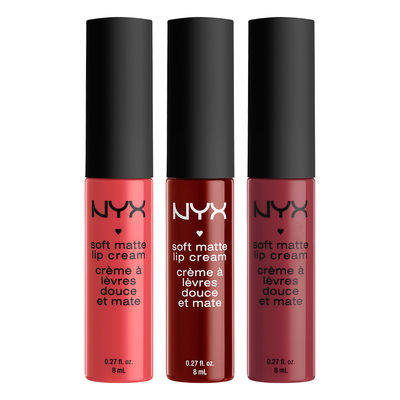 NYX
soft matte
lip cream
crème à
lèvres
douce
et mate
0.27 fl. oz.
8 mL
NYX
soft matte
lip cream
crème à
lèvres
douce
et mate
0.27 fl. oz.
8 mL
NYX
soft matte
lip cream
crème à
lèvres
douce
et mate
0.27 fl. oz.
8 mL